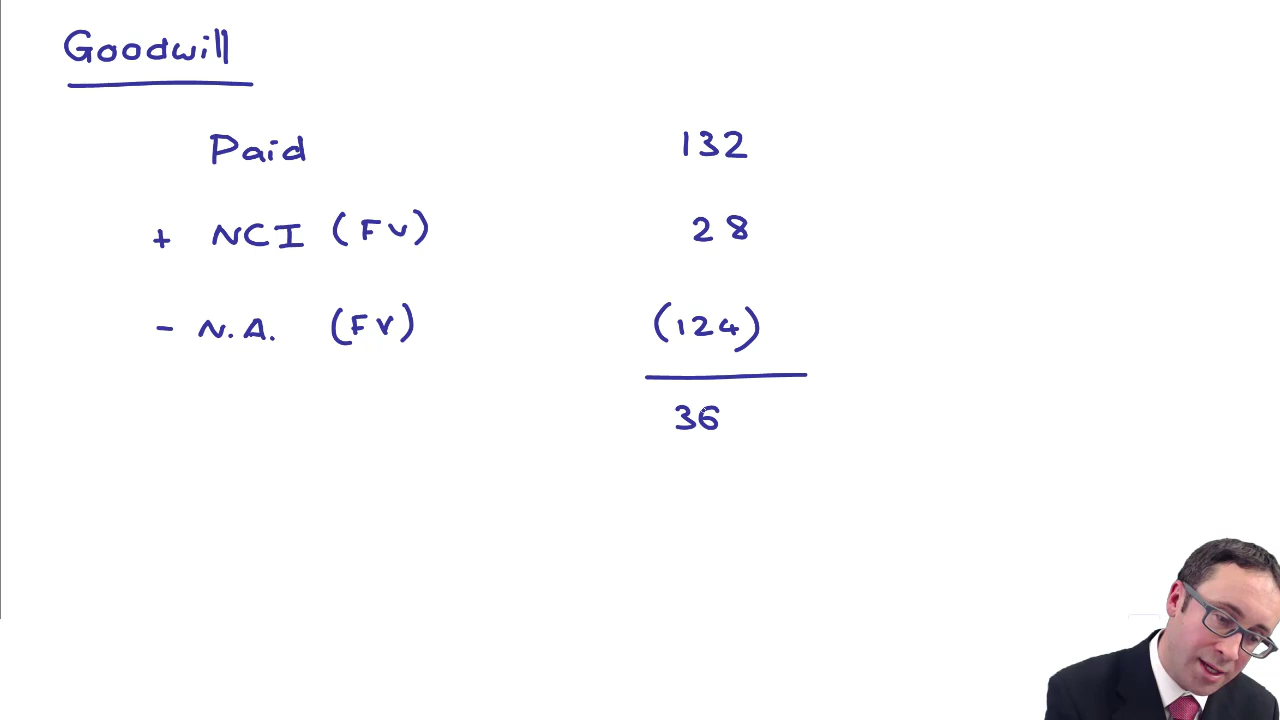 Goodwill
Paid 132
+ NCI (FV) 28
- N.A. (FV) (124)
36